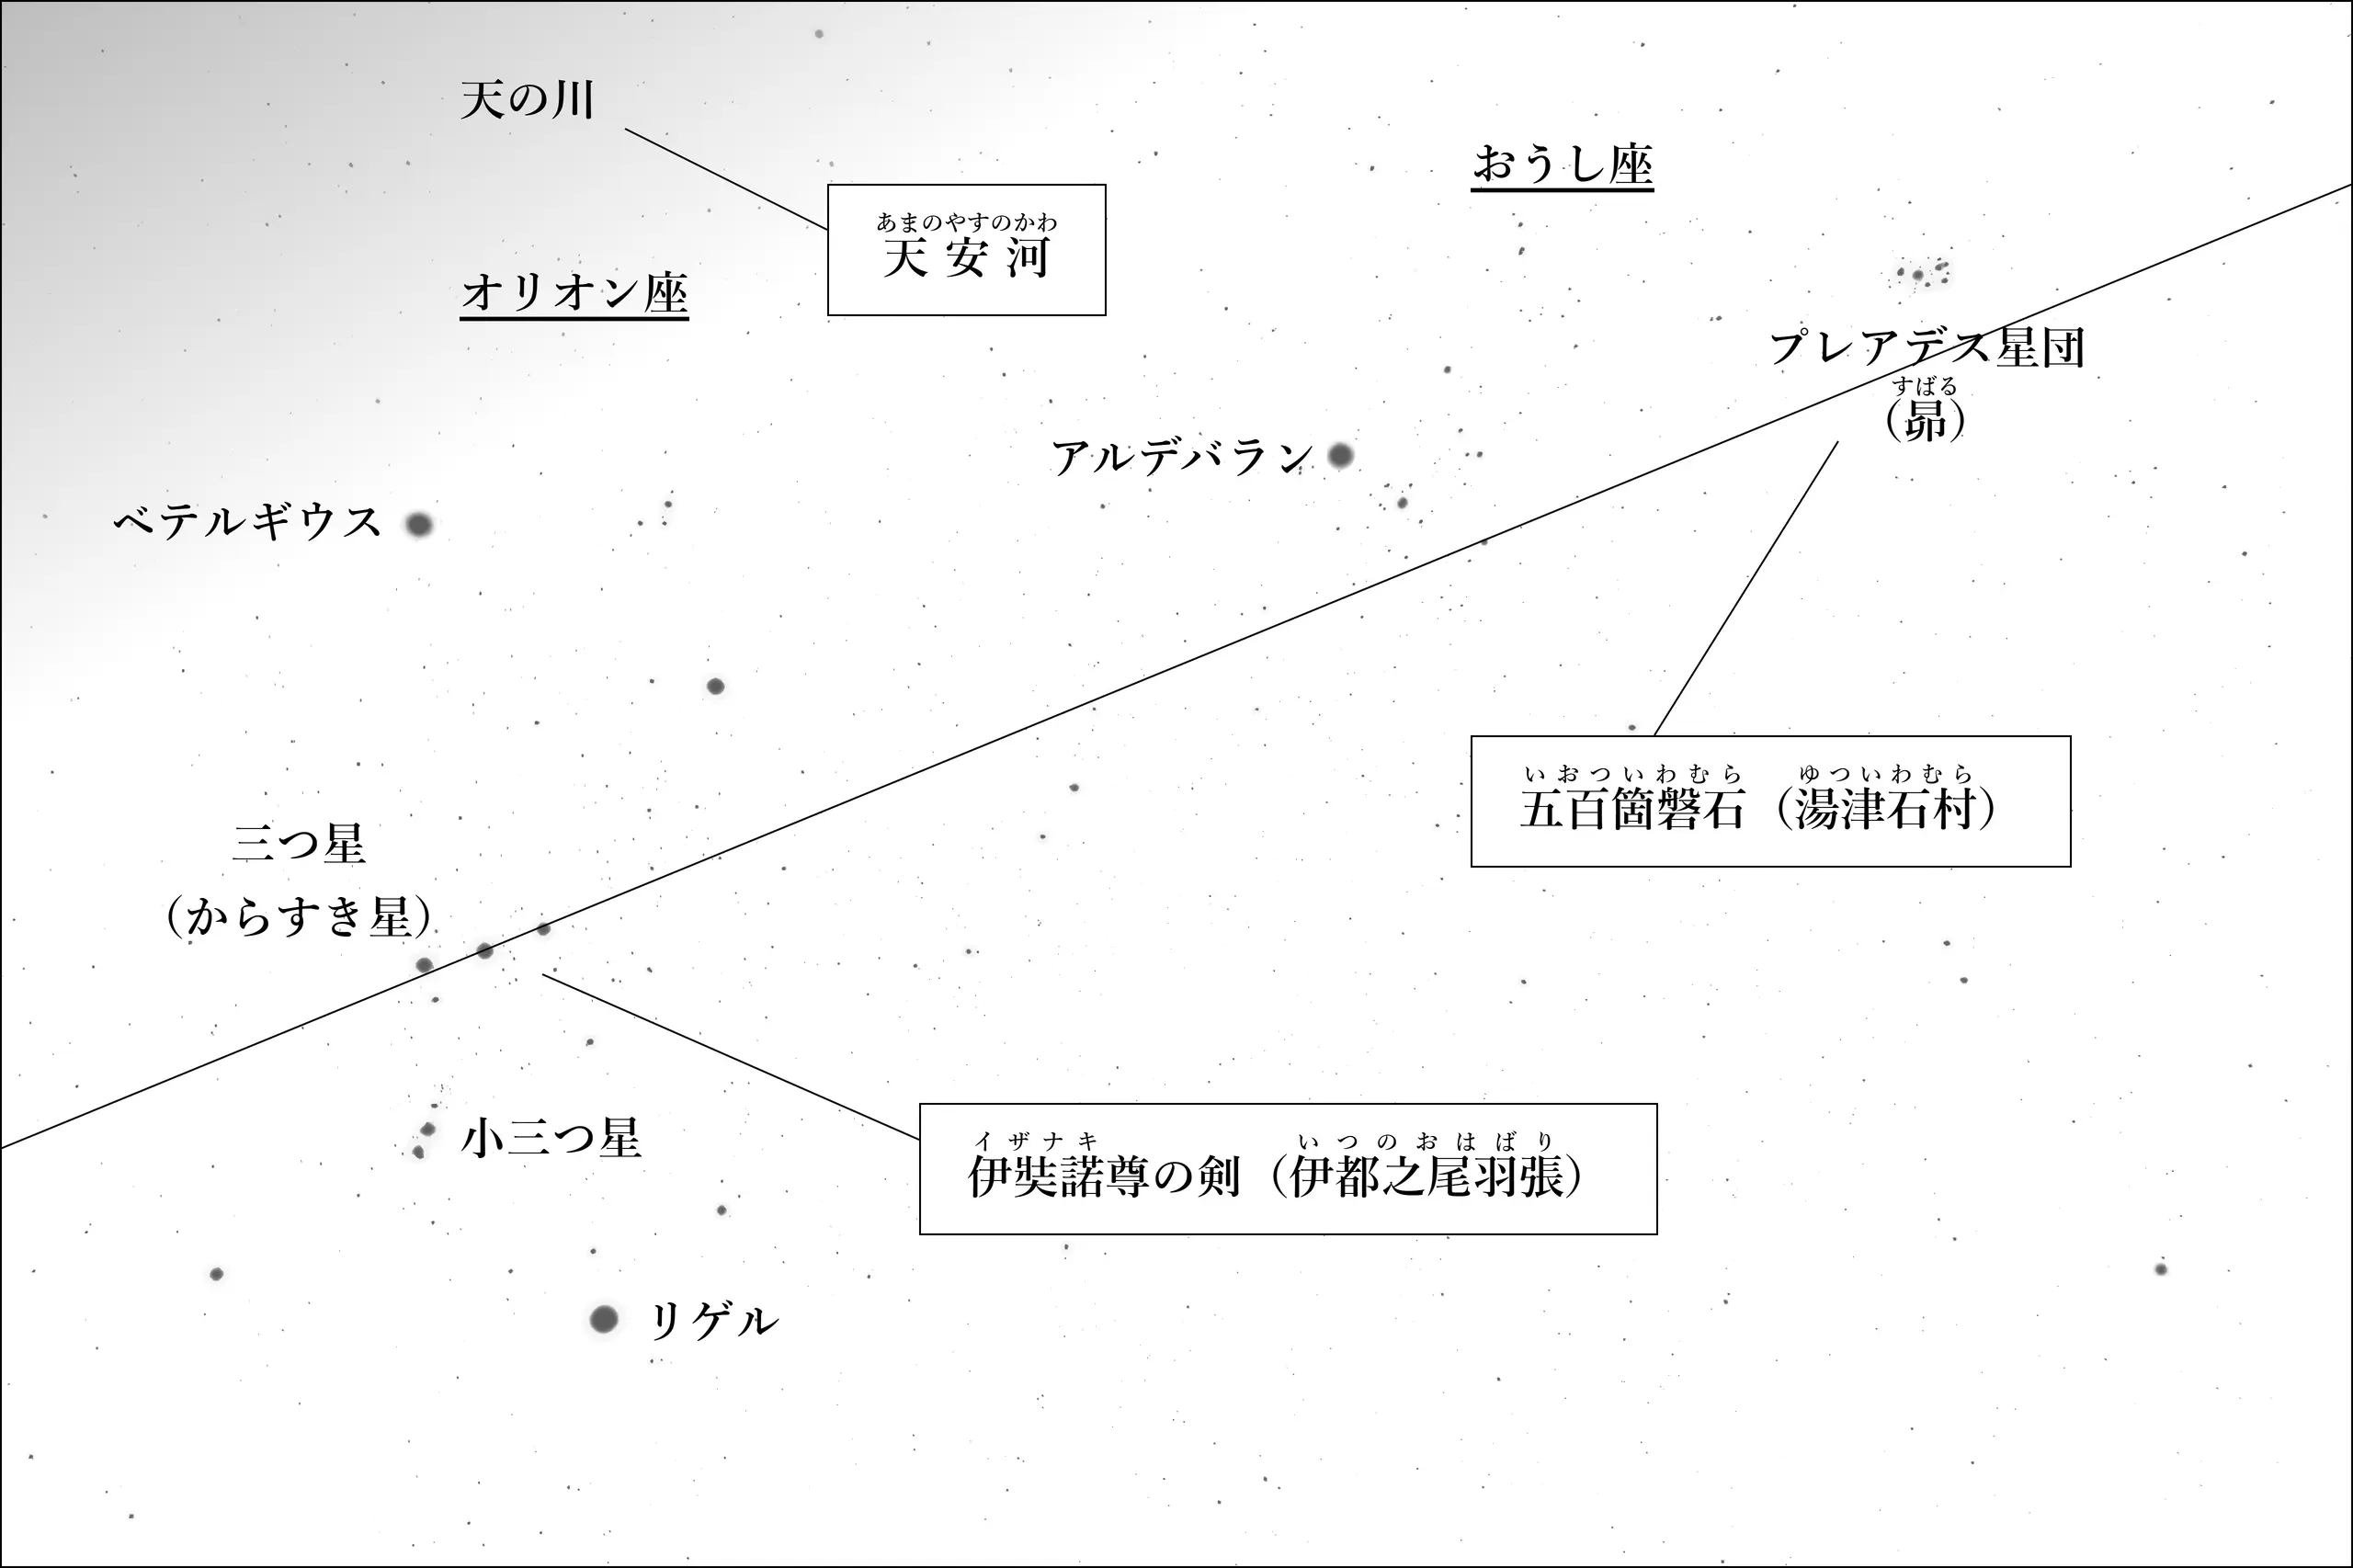 天の川
おうし座
あまのやすのかわ
天安河
オリオン座
プレアデス星団
すばる
（昴）
アルデバラン
ベテルギウス
いおついわむら ゆついわむら
五百箇磐石（湯津石村）
三つ星
（からすき星）
小三つ星
イザナキ いつのおはばり
伊奘諾尊の剣（伊都之尾羽張）
リゲル